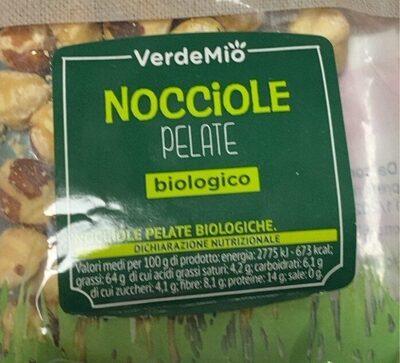 VerdeMio
NOCCiOLE
PELATE
biologico
NOCCIOLE PELATE BIOLOGICHE.
DICHIARAZIONE NUTRIZIONALE
Valori medi per 100 g di prodotto: energia: 2775 kJ - 673 kcal;
grassi: 64 g di cui acidi grassi saturi: 4,2 g; carboidrati: 6,1 g
di cui zuccheri: 4,1 g; fibre: 8,1 g; proteine: 14 g; sale: 0 g.